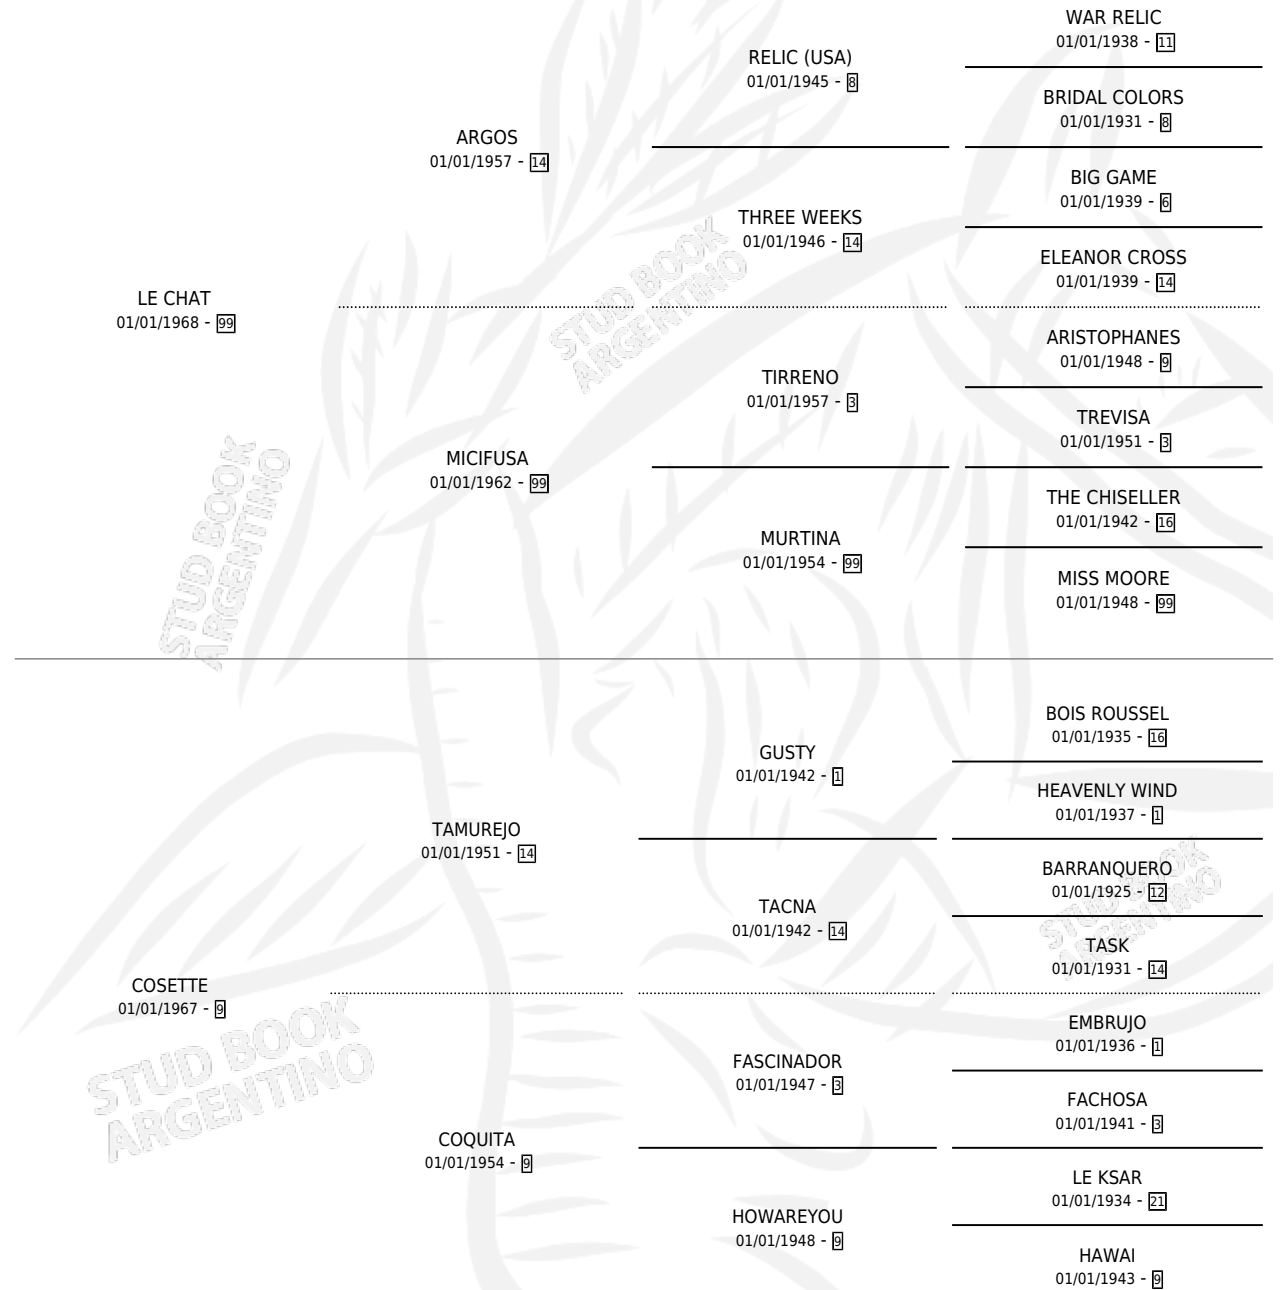 WAR RELIC
01/01/1938 - 11
RELIC (USA)
01/01/1945 - 8
BRIDAL COLORS
01/01/1931 - 8
ARGOS
01/01/1957 - 14
BIG GAME
01/01/1939 - 6
THREE WEEKS
01/01/1946 - 14
ELEANOR CROSS
01/01/1939 - 14
LE CHAT
01/01/1968 - 99
STUD BOOK
ARGENTINO
ARISTOPHANES
01/01/1948 - 9
TIRRENO
01/01/1957 - 3
TREVISA
01/01/1951 - 3
MICIFUSA
01/01/1962 - 99
THE CHISELLER
01/01/1942 - 16
MURTINA
01/01/1954 - 99
MISS MOORE
01/01/1948 - 99
STUD BOOK
ARGENTINO
BOIS ROUSSEL
01/01/1935 - 16
GUSTY
01/01/1942 - 1
HEAVENLY WIND
01/01/1937 - 1
TAMUREJO
01/01/1951 - 14
BARRANQUERO
01/01/1925 - 12
TACNA
01/01/1942 - 14
STUD BOOK
ARGENTINO
TASK
01/01/1931 - 14
COSETTE
01/01/1967 - 9
STUD BOOK
ARGENTINO
EMBRUJO
01/01/1936 - 1
FASCINADOR
01/01/1947 - 3
FACHOSA
01/01/1941 - 3
COQUITA
01/01/1954 - 9
LE KSAR
01/01/1934 - 21
HOWAREYOU
01/01/1948 - 9
HAWAI
01/01/1943 - 9